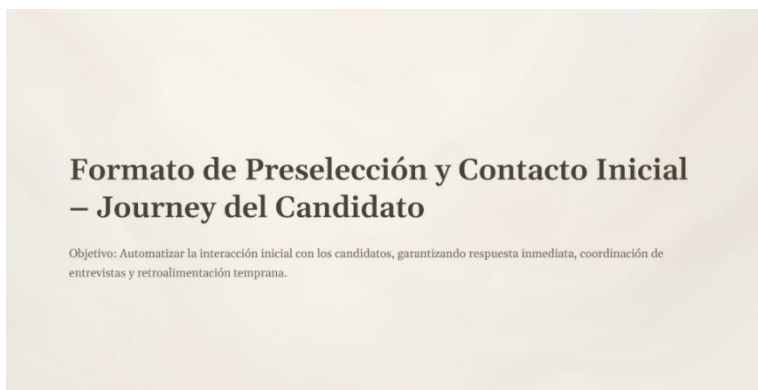 Formato de Preselección y Contacto Inicial
– Journey del Candidato
Objetivo: Automatizar la interacción inicial con los candidatos, garantizando respuesta inmediata, coordinación de
entrevistas y retroalimentación temprana.